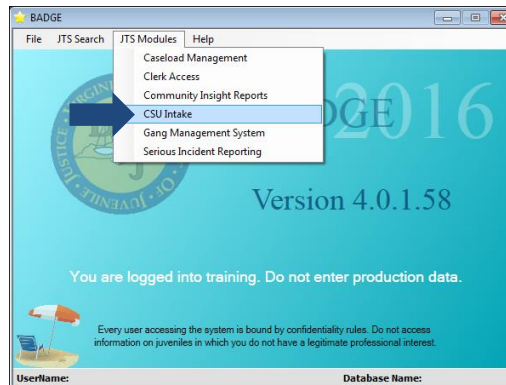 BADGE
File JTS Search JTS Modules Help
Caseload Management
Clerk Access
Community Insight Reports
CSU Intake
Gang Management System
Serious Incident Reporting
DGE 2016
Version 4.0.1.58
You are logged into training. Do not enter production data.
Every user accessing the system is bound by confidentiality rules. Do not access
information on juveniles in which you do not have a legitimate professional interest.
UserName: Database Name: